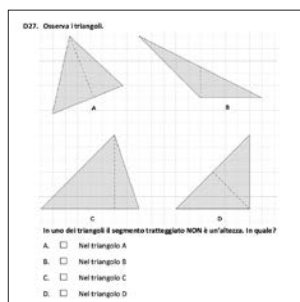 D27. Osserva i triangoli.
A
B
C
D
In uno dei triangoli il segmento tratteggiato NON è un'altezza. In quale?
A. Nel triangolo A
B. Nel triangolo B
C. Nel triangolo C
D. Nel triangolo D